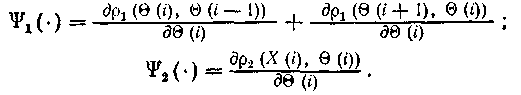 Ψ₁(·) = ∂ρ₁ (Θ (i), Θ (i − 1)) / ∂Θ (i) + ∂ρ₁ (Θ (i + 1), Θ (i)) / ∂Θ (i) ;
Ψ₂(·) = ∂ρ₂ (X (i), Θ (i)) / ∂Θ (i) .